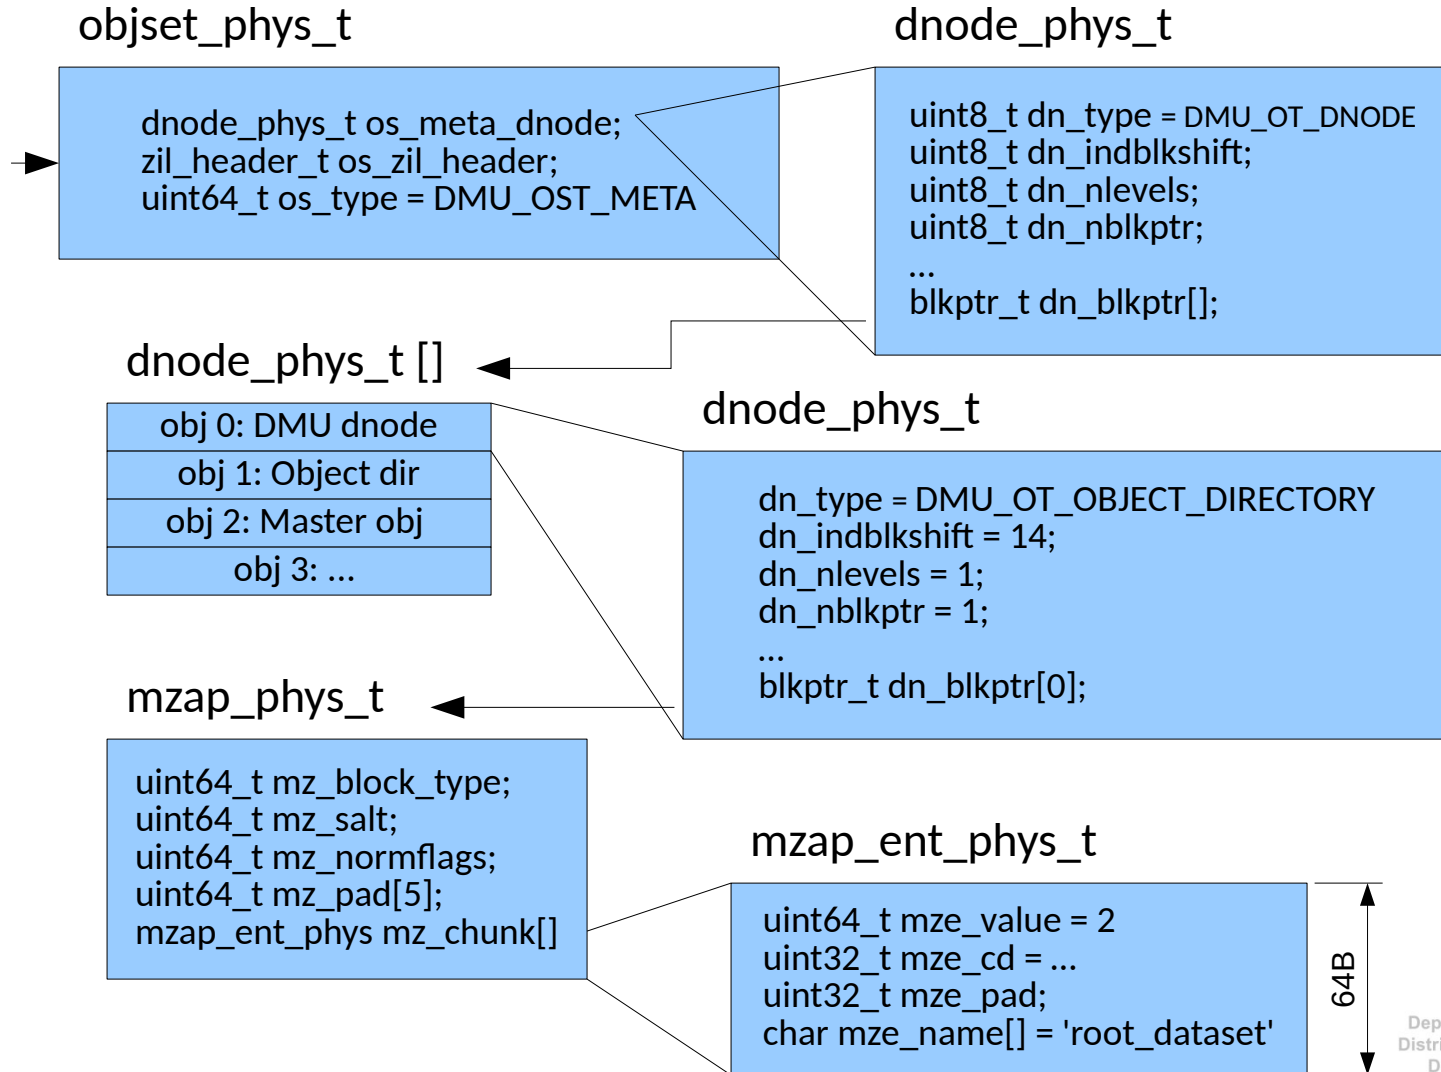 objset_phys_t
dnode_phys_t os_meta_dnode;
zil_header_t os_zil_header;
uint64_t os_type = DMU_OST_META
dnode_phys_t
uint8_t dn_type = DMU_OT_DNODE
uint8_t dn_indblkshift;
uint8_t dn_nlevels;
uint8_t dn_nblkptr;
...
blkptr_t dn_blkptr[];
dnode_phys_t []
obj 0: DMU dnode
obj 1: Object dir
obj 2: Master obj
obj 3: ...
dnode_phys_t
dn_type = DMU_OT_OBJECT_DIRECTORY
dn_indblkshift = 14;
dn_nlevels = 1;
dn_nblkptr = 1;
...
blkptr_t dn_blkptr[0];
mzap_phys_t
uint64_t mz_block_type;
uint64_t mz_salt;
uint64_t mz_normflags;
uint64_t mz_pad[5];
mzap_ent_phys mz_chunk[]
mzap_ent_phys_t
uint64_t mze_value = 2
uint32_t mze_cd = ...
uint32_t mze_pad;
char mze_name[] = 'root_dataset'
64B